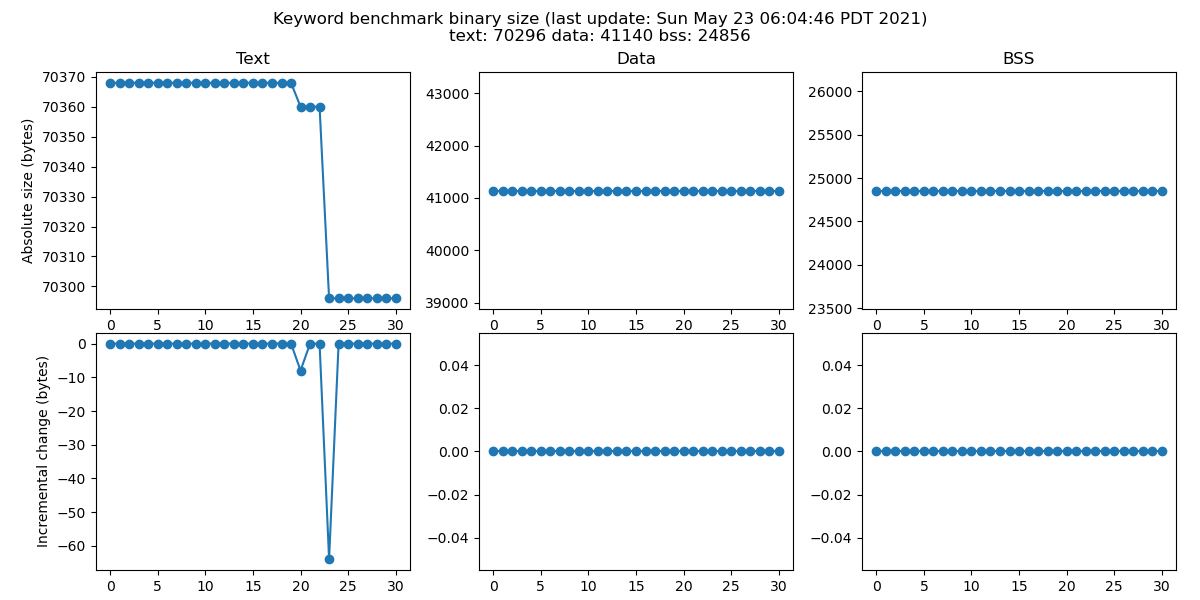 Keyword benchmark binary size (last update: Sun May 23 06:04:46 PDT 2021)
text: 70296 data: 41140 bss: 24856
Text
Data
BSS
Absolute size (bytes)
70370
70360
70350
70340
70330
70320
70310
70300
0 5 10 15 20 25 30
43000
42000
41000
40000
39000
0 5 10 15 20 25 30
26000
25500
25000
24500
24000
23500
0 5 10 15 20 25 30
Incremental change (bytes)
0
−10
−20
−30
−40
−50
−60
0 5 10 15 20 25 30
0.04
0.02
0.00
−0.02
−0.04
0 5 10 15 20 25 30
0.04
0.02
0.00
−0.02
−0.04
0 5 10 15 20 25 30